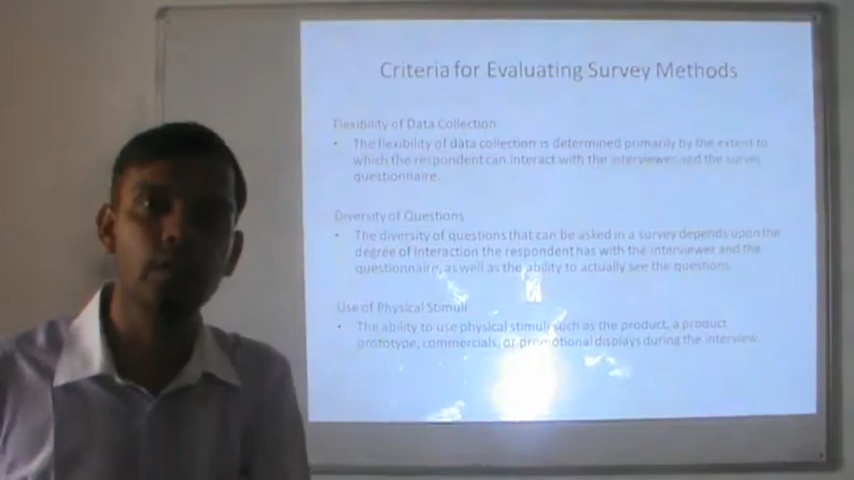 Criteria for Evaluating Survey Methods
Flexibility of Data Collection
• The flexibility of data collection is determined primarily by the extent to
which the respondent can interact with the interviewer and the survey
questionnaire.
Diversity of Questions
• The diversity of questions that can be asked in a survey depends upon the
degree of interaction the respondent has with the interviewer and the
questionnaire, as well as the ability to actually see the questions.
Use of Physical Stimuli
• The ability to use physical stimuli such as the product, a product
prototype, commercials, or promotional displays during the interview.